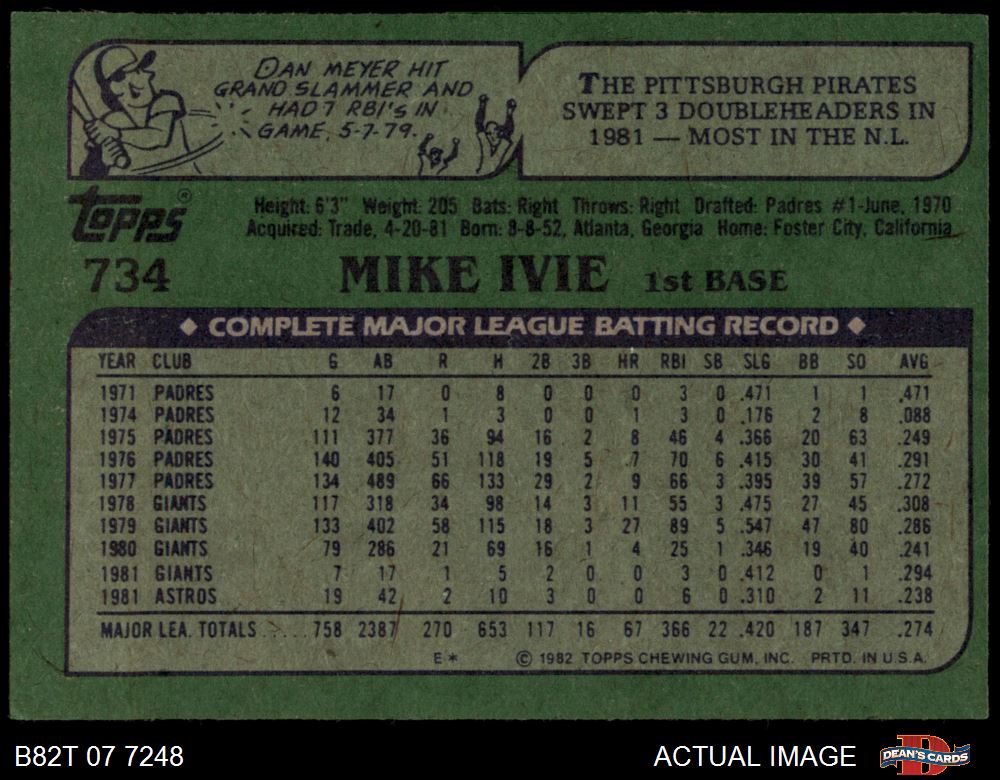 DAN MEYER HIT
GRAND SLAMMER AND
HAD 7 RBI's IN
GAME, 5-7-79.
THE PITTSBURGH PIRATES
SWEPT 3 DOUBLEHEADERS IN
1981 — MOST IN THE N.L.
Topps®
Height: 6'3" Weight: 205 Bats: Right Throws: Right Drafted: Padres #1-June, 1970
Acquired: Trade, 4-20-81 Born: 8-8-52, Atlanta, Georgia Home: Foster City, California
734 MIKE IVIE 1st BASE
◆ COMPLETE MAJOR LEAGUE BATTING RECORD ◆
YEAR CLUB G AB R H 2B 3B HR RBI SB SLG BB SO AVG
1971 PADRES 6 17 0 8 0 0 0 3 0 .471 1 1 .471
1974 PADRES 12 34 1 3 0 0 1 3 0 .176 2 8 .088
1975 PADRES 111 377 36 94 16 2 8 46 4 .366 20 63 .249
1976 PADRES 140 405 51 118 19 5 7 70 6 .415 30 41 .291
1977 PADRES 134 489 66 133 29 2 9 66 3 .395 39 57 .272
1978 GIANTS 117 318 34 98 14 3 11 55 3 .475 27 45 .308
1979 GIANTS 133 402 58 115 18 3 27 89 5 .547 47 80 .286
1980 GIANTS 79 286 21 69 16 1 4 25 1 .346 19 40 .241
1981 GIANTS 7 17 1 5 2 0 0 3 0 .412 0 1 .294
1981 ASTROS 19 42 2 10 3 0 0 6 0 .310 2 11 .238
MAJOR LEA. TOTALS ........ 758 2387 270 653 117 16 67 366 22 .420 187 347 .274
E* © 1982 TOPPS CHEWING GUM, INC. PRTD. IN U.S.A.
B82T 07 7248 ACTUAL IMAGE DEAN'S CARDS